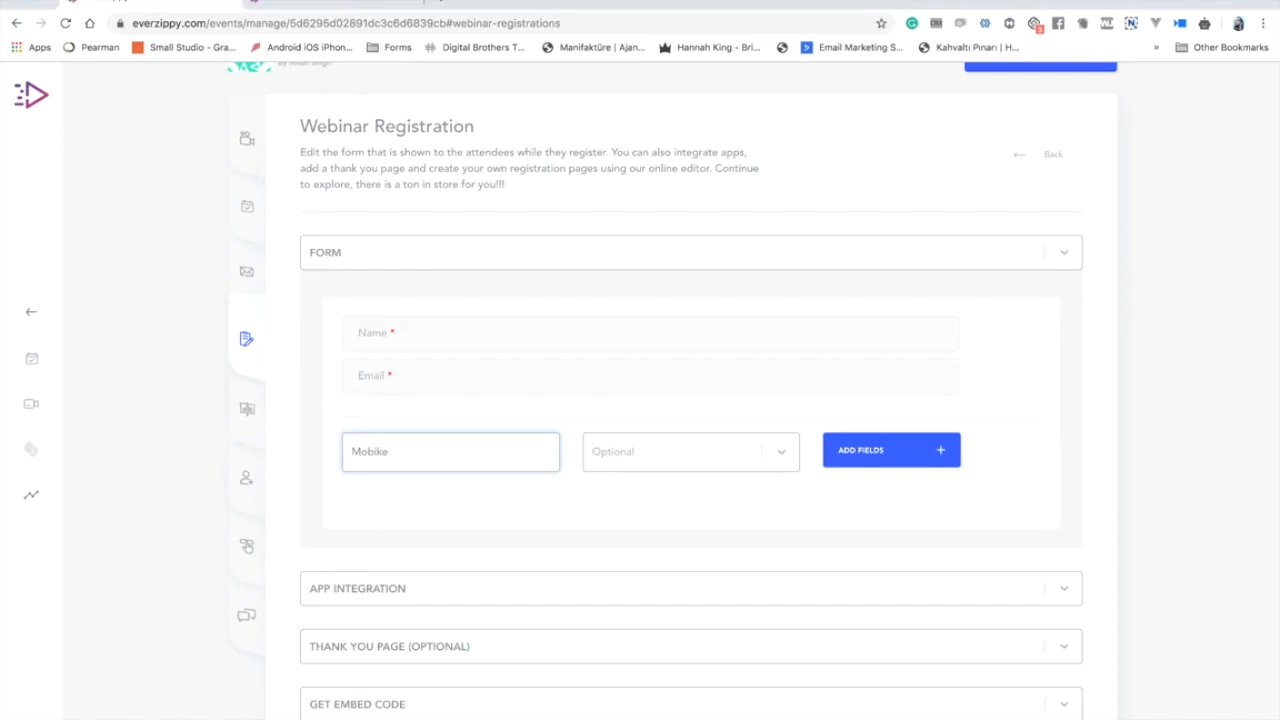 everzippy.com/events/manage/5d6295d02891dc3c6d6839cb#webinar-registrations
3
Apps
Pearman
Small Studio - Gra...
Android iOS iPhon...
Forms
Digital Brothers T...
Manifaktüre | Ajan...
Hannah King - Bri...
Email Marketing S...
Kahvaltı Pınarı | H...
»
Other Bookmarks
Webinar Registration
Edit the form that is shown to the attendees while they register. You can also integrate apps,
add a thank you page and create your own registration pages using our online editor. Continue
to explore, there is a ton in store for you!!!
Back
FORM
Name *
Email *
Mobike
Optional
ADD FIELDS +
APP INTEGRATION
THANK YOU PAGE (OPTIONAL)
GET EMBED CODE